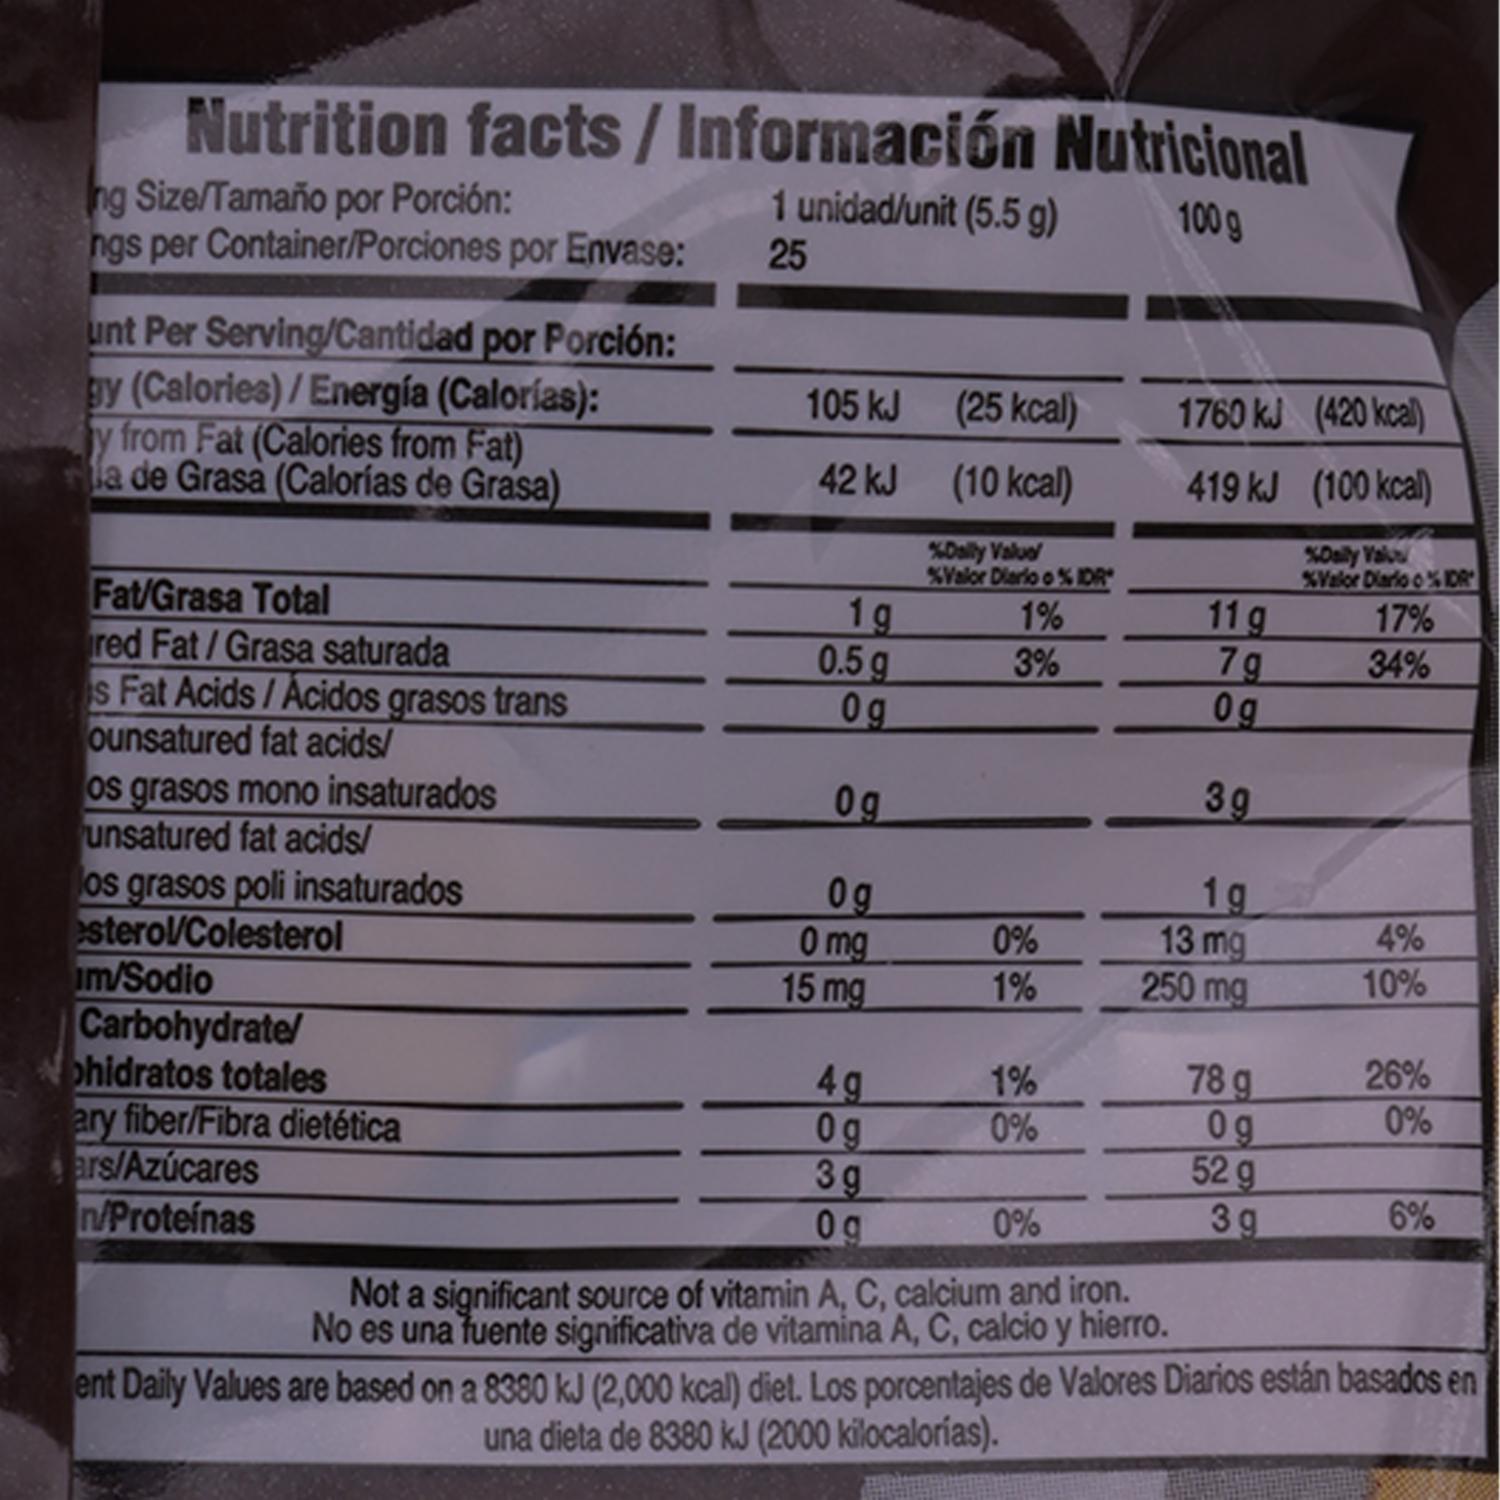 Nutrition facts / Información Nutricional
ng Size/Tamaño por Porción: 1 unidad/unit (5.5 g) 100 g
ngs per Container/Porciones por Envase: 25
unt Per Serving/Cantidad por Porción:
gy (Calories) / Energía (Calorías): 105 kJ (25 kcal) 1760 kJ (420 kcal)
y from Fat (Calories from Fat)
ía de Grasa (Calorías de Grasa) 42 kJ (10 kcal) 419 kJ (100 kcal)
%Daily Value/ %Daily Value/
%Valor Diario o % IDR* %Valor Diario o % IDR*
Fat/Grasa Total 1 g 1% 11 g 17%
red Fat / Grasa saturada 0.5 g 3% 7 g 34%
s Fat Acids / Ácidos grasos trans 0 g 0 g
ounsatured fat acids/
os grasos mono insaturados 0 g 3 g
unsatured fat acids/
os grasos poli insaturados 0 g 1 g
esterol/Colesterol 0 mg 0% 13 mg 4%
um/Sodio 15 mg 1% 250 mg 10%
Carbohydrate/
ohidratos totales 4 g 1% 78 g 26%
ary fiber/Fibra dietética 0 g 0% 0 g 0%
ars/Azúcares 3 g 52 g
n/Proteínas 0 g 0% 3 g 6%
Not a significant source of vitamin A, C, calcium and iron.
No es una fuente significativa de vitamina A, C, calcio y hierro.
ent Daily Values are based on a 8380 kJ (2,000 kcal) diet. Los porcentajes de Valores Diarios están basados en
una dieta de 8380 kJ (2000 kilocalorías).